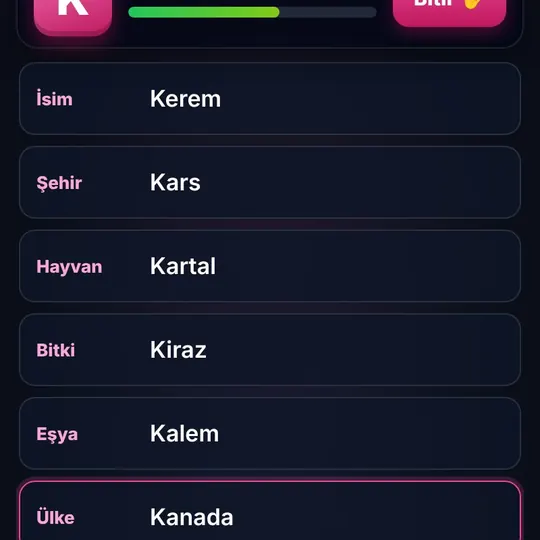 K
Bitir
İsim
Kerem
Şehir
Kars
Hayvan
Kartal
Bitki
Kiraz
Eşya
Kalem
Ülke
Kanada